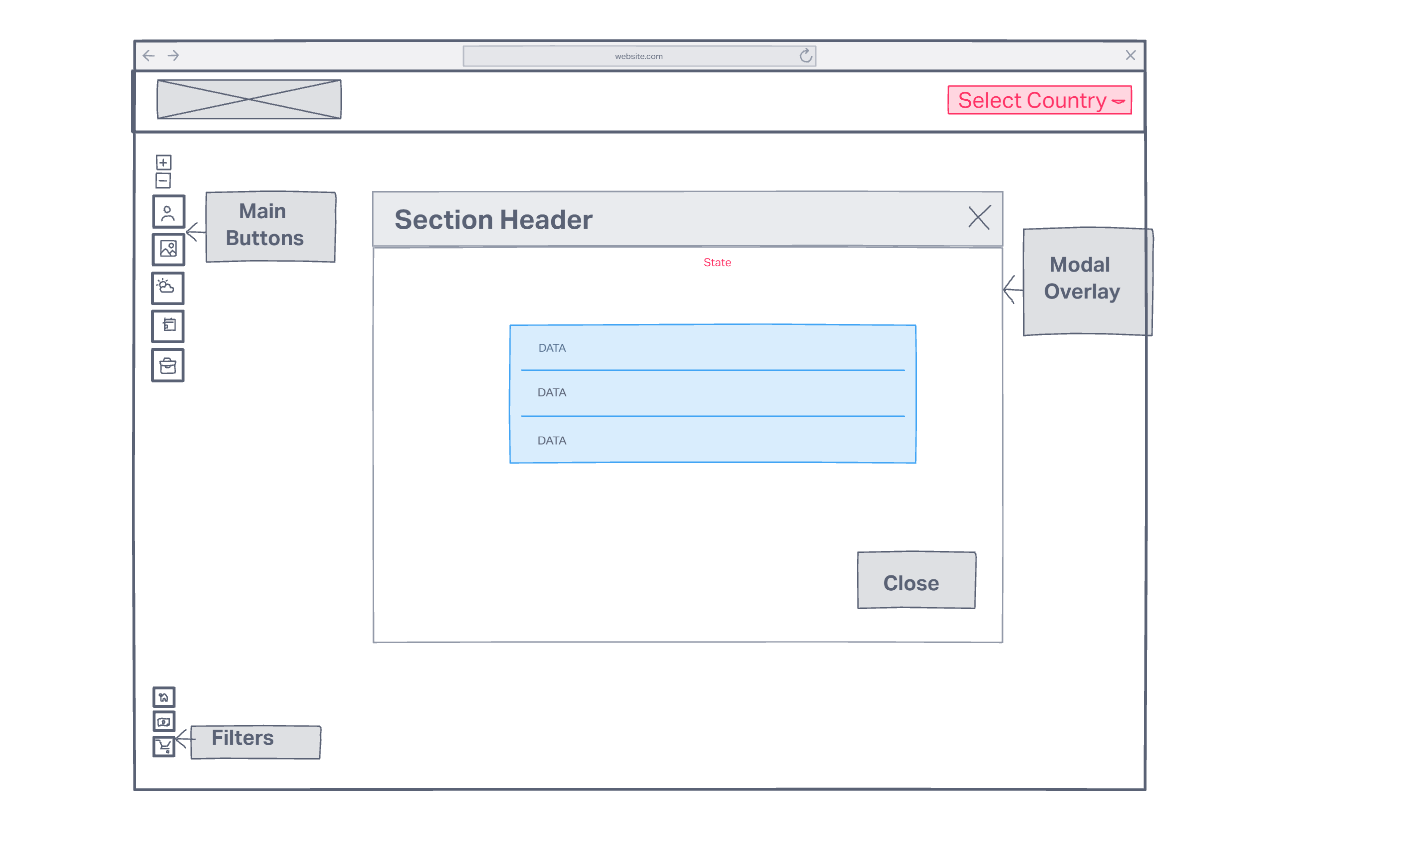 website.com
Select Country
Main
Buttons
Section Header
State
Modal
Overlay
DATA
DATA
DATA
Close
Filters